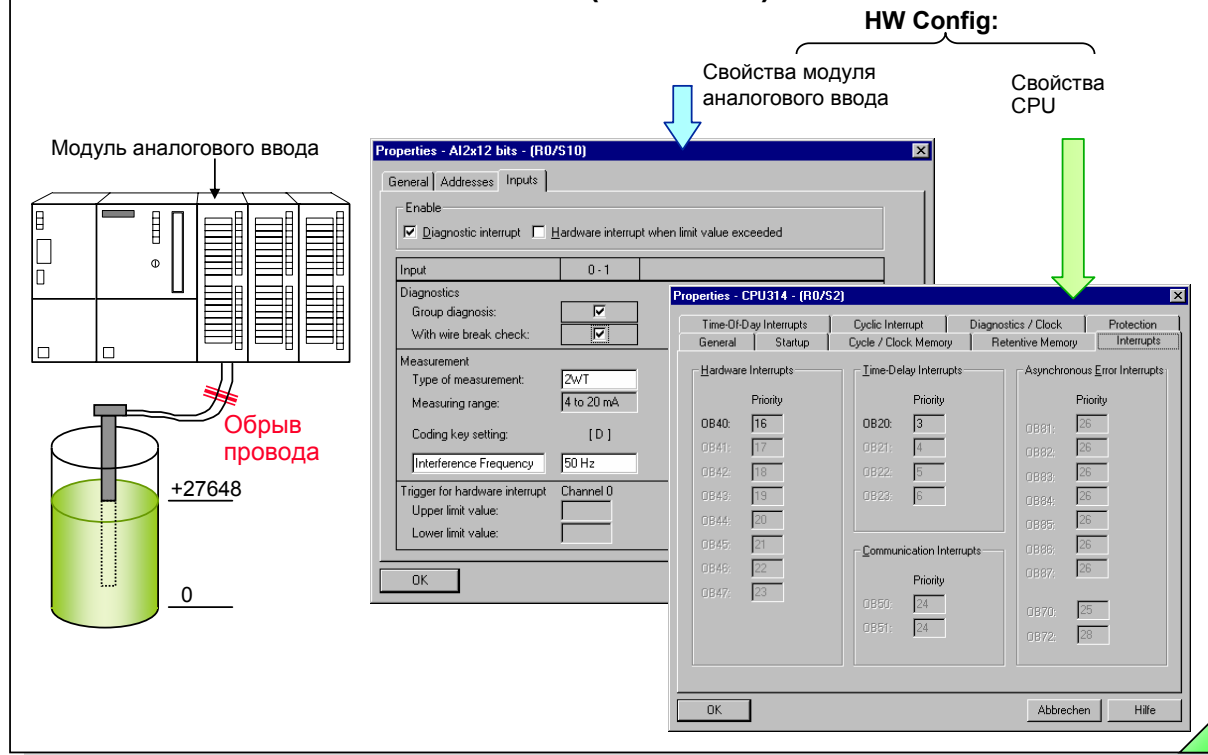 HW Config:
Свойства модуля
аналогового ввода
Свойства
CPU
Модуль аналогового ввода
Обрыв
провода
+27648
0
Properties - AI2x12 bits - (R0/S10)
General Addresses Inputs
Enable
Diagnostic interrupt Hardware interrupt when limit value exceeded
Input 0 - 1
Diagnostics
Group diagnosis:
With wire break check:
Measurement
Type of measurement: 2WT
Measuring range: 4 to 20 mA
Coding key setting: [ D ]
Interference Frequency 50 Hz
Trigger for hardware interrupt Channel 0
Upper limit value:
Lower limit value:
OK
Properties - CPU314 - (R0/S2)
Time-Of-Day Interrupts Cyclic Interrupt Diagnostics / Clock Protection
General Startup Cycle / Clock Memory Retentive Memory Interrupts
Hardware Interrupts
Priority
OB40: 16
OB41: 17
OB42: 18
OB43: 19
OB44: 20
OB45: 21
OB46: 22
OB47: 23
Time-Delay Interrupts
Priority
OB20: 3
OB21: 4
OB22: 5
OB23: 6
Communication Interrupts
Priority
OB50: 24
OB51: 24
Asynchronous Error Interrupts
Priority
OB81: 26
OB82: 26
OB83: 26
OB84: 26
OB85: 26
OB86: 26
OB87: 26
OB70: 25
OB72: 28
OK Abbrechen Hilfe